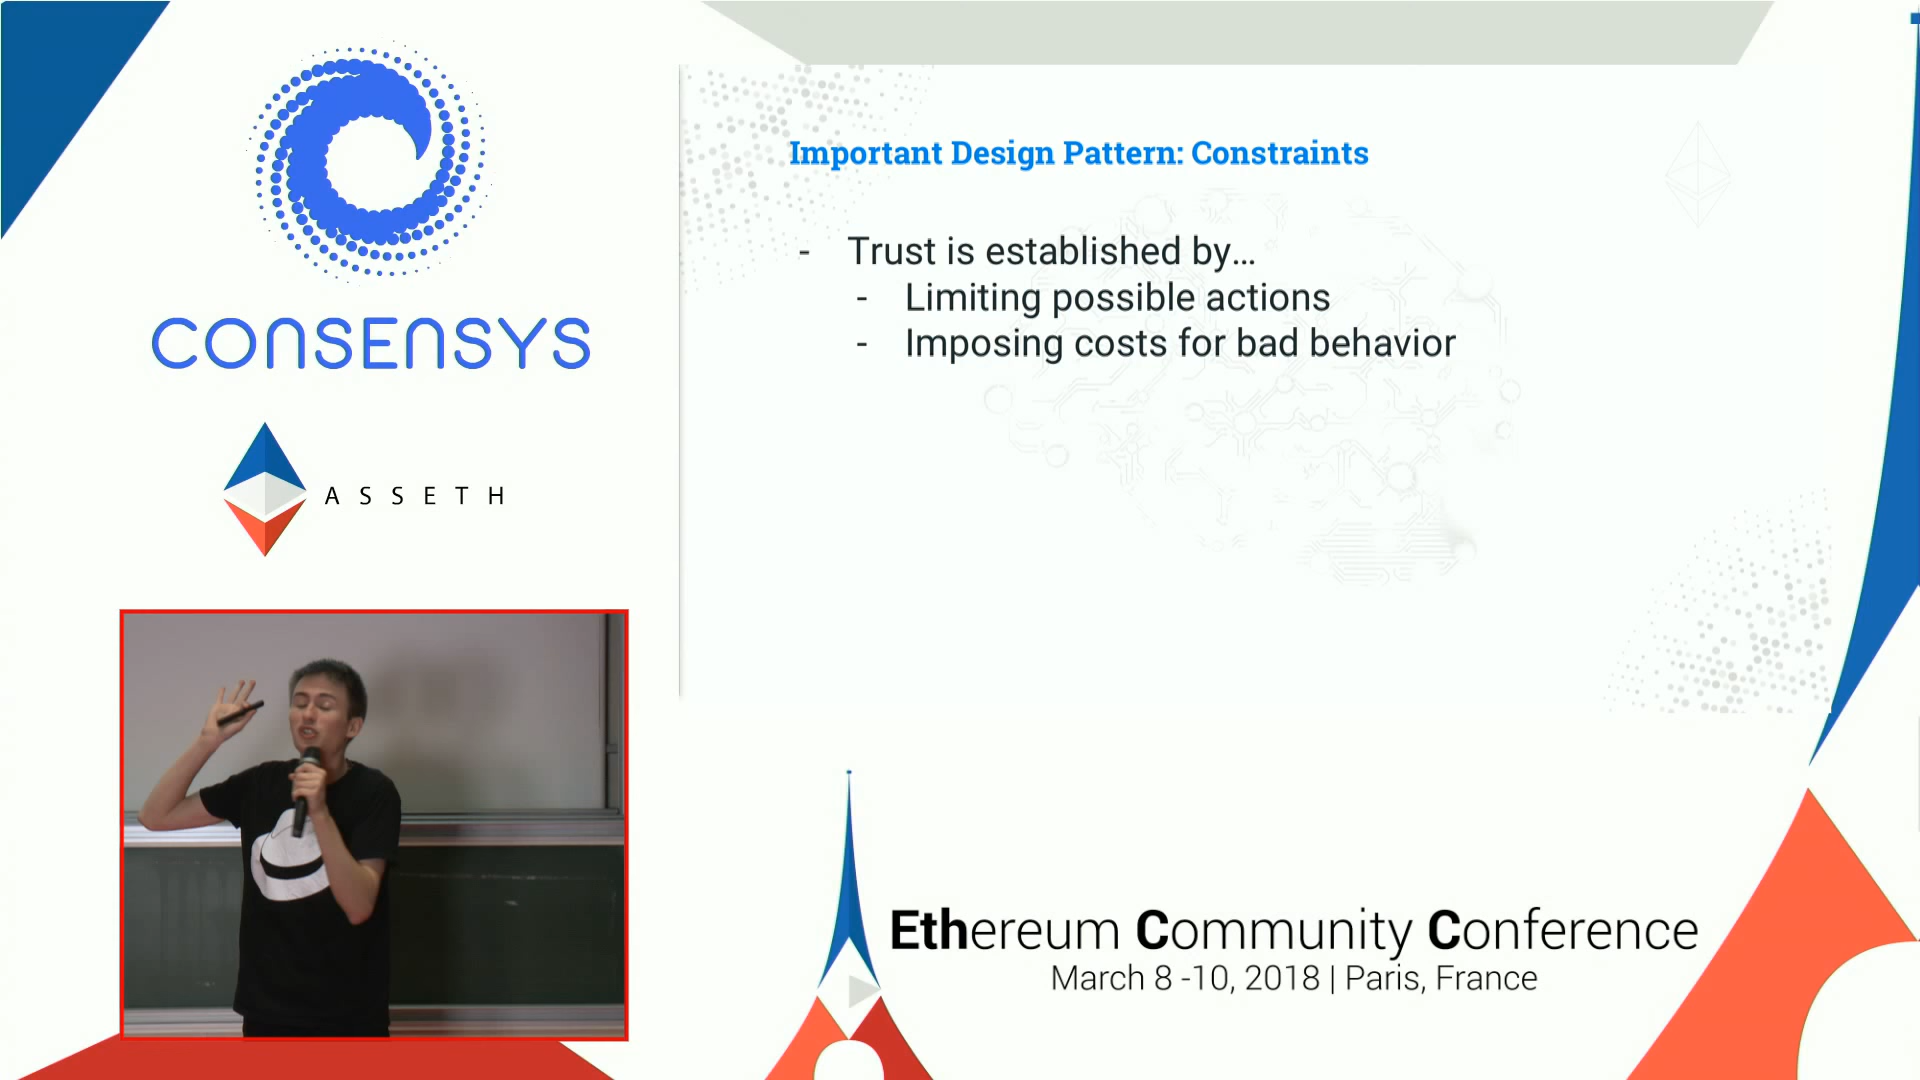 CONSENSYS
ASSETH
Important Design Pattern: Constraints
- Trust is established by...
- Limiting possible actions
- Imposing costs for bad behavior
Ethereum Community Conference
March 8 -10, 2018 | Paris, France